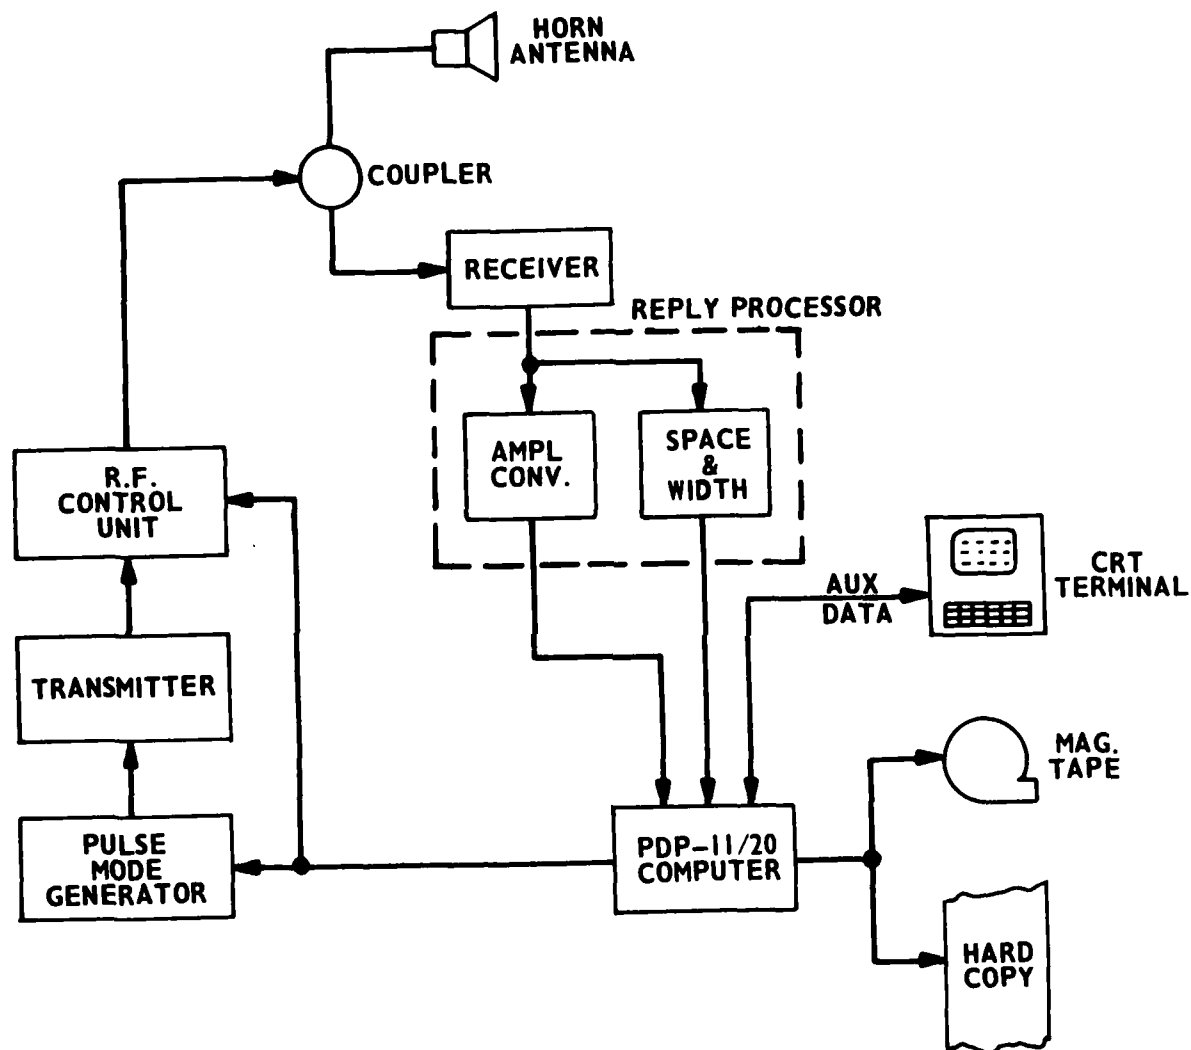 HORN
ANTENNA
COUPLER
RECEIVER
REPLY PROCESSOR
AMPL
CONV.
SPACE
&
WIDTH
R.F.
CONTROL
UNIT
AUX
DATA
CRT
TERMINAL
TRANSMITTER
MAG.
TAPE
PULSE
MODE
GENERATOR
PDP-11/20
COMPUTER
HARD
COPY